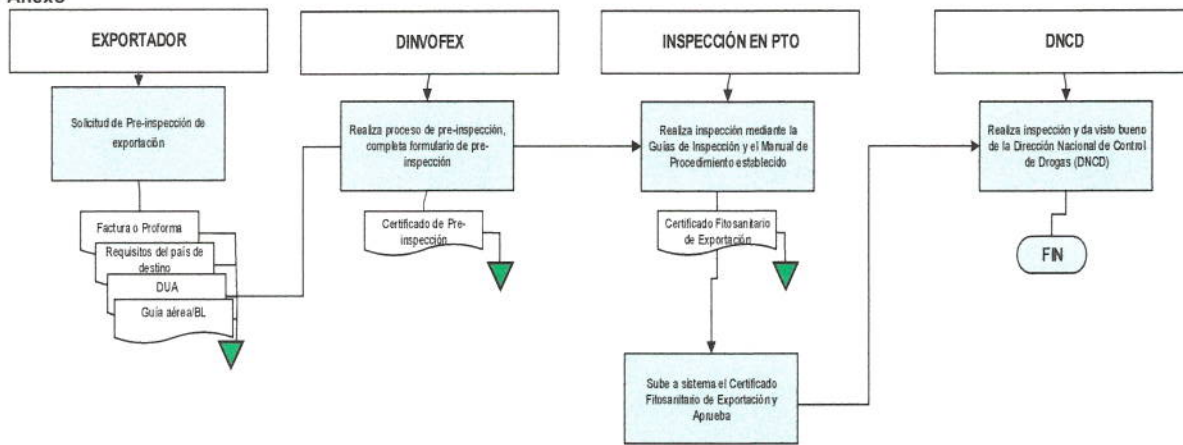 Anexo
EXPORTADOR
DINVOFEX
INSPECCIÓN EN PTO
DNCD
Solicitud de Pre-inspección de
exportación
Realiza proceso de pre-inspección,
completa formulario de pre-
inspección
Realiza inspección mediante la
Guías de Inspección y el Manual de
Procedimiento establecido
Realiza inspección y da visto bueno
de la Dirección Nacional de Control
de Drogas (DNCD)
Factura o Proforma
Requisitos del país de
destino
DUA
Guía aérea/BL
Certificado de Pre-
inspección
Certificado Fitosanitario
de Exportación
FIN
Sube a sistema el Certificado
Fitosanitario de Exportación y
Aprueba